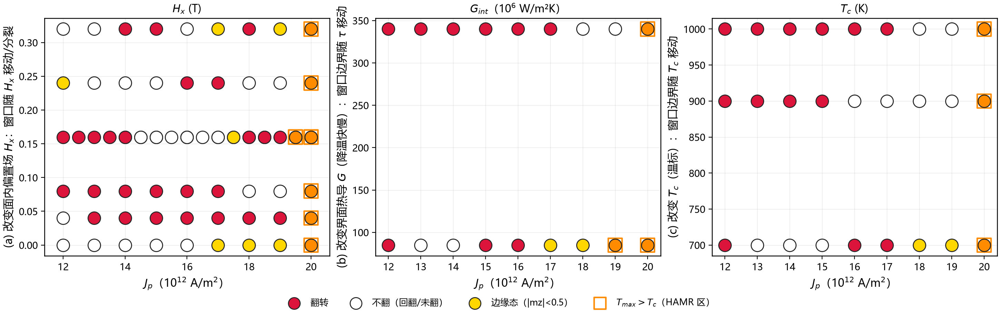 H_x (T)
(a) 改变面内偏置场 H_x：窗口随 H_x 移动/分裂
0.30
0.25
0.20
0.15
0.10
0.05
0.00
12 14 16 18 20
J_p（10^12 A/m^2）
G_int（10^6 W/m²K）
(b) 改变界面热导 G（降温快慢）：窗口边界随 τ 移动
350
300
250
200
150
100
12 13 14 15 16 17 18 19 20
J_p（10^12 A/m^2）
T_c (K)
(c) 改变 T_c（温标）：窗口边界随 T_c 移动
1000
950
900
850
800
750
700
12 13 14 15 16 17 18 19 20
J_p（10^12 A/m^2）
翻转 不翻（回翻/未翻） 边缘态（|mz|<0.5） T_max > T_c（HAMR 区）